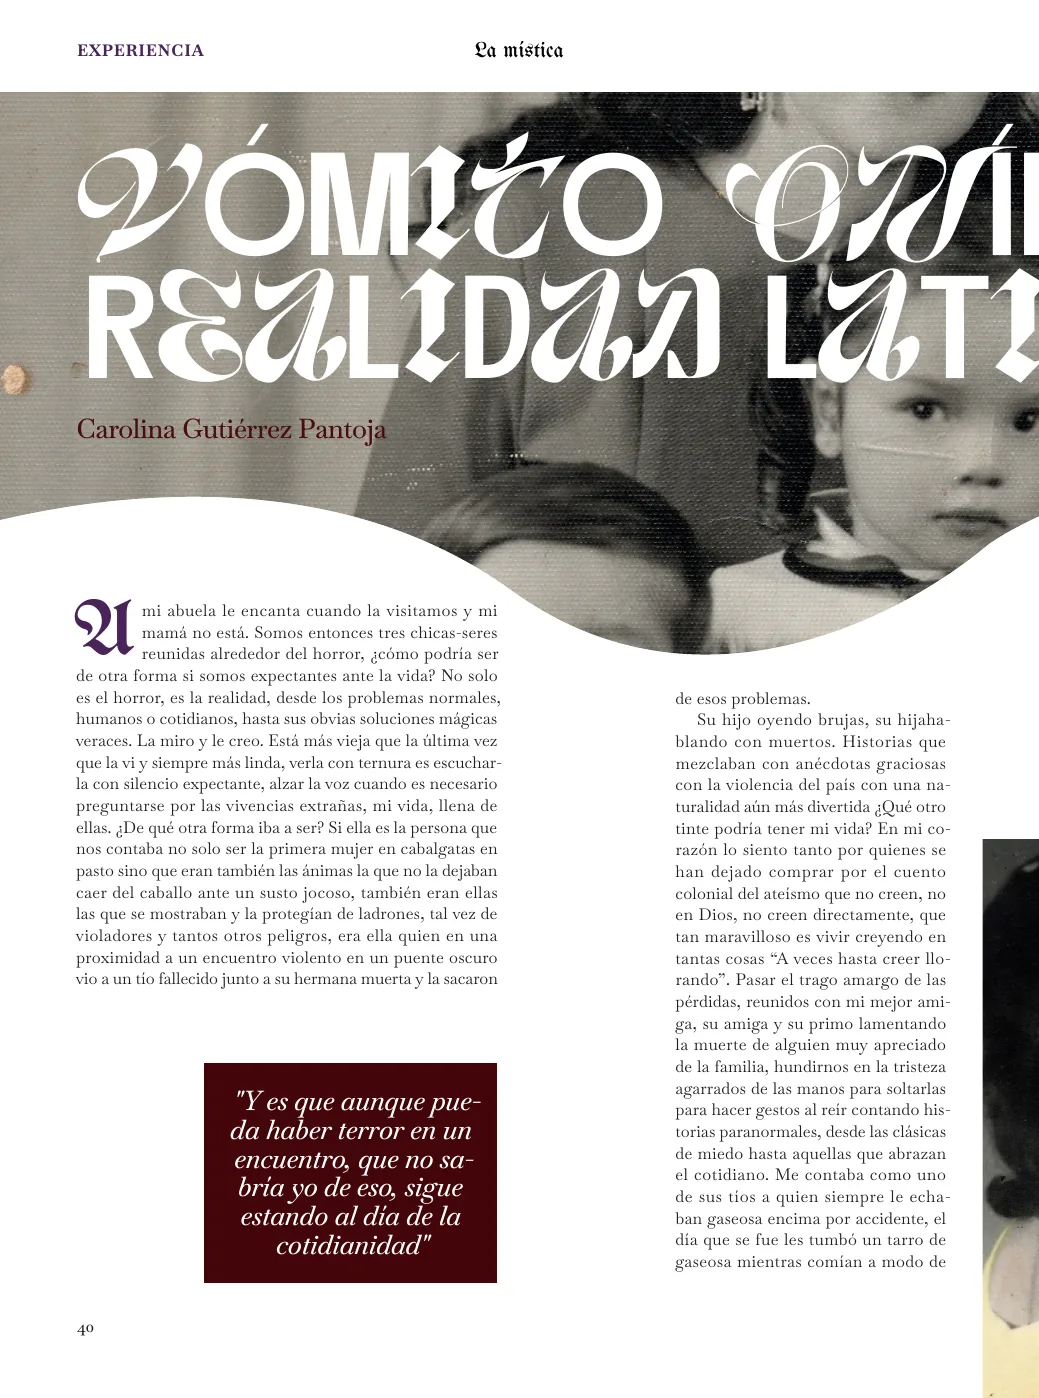 EXPERIENCIA
La mística
VÓMITO ONÍ
REALIDAD LATI
Carolina Gutiérrez Pantoja
A mi abuela le encanta cuando la visitamos y mi
mamá no está. Somos entonces tres chicas-seres
reunidas alrededor del horror, ¿cómo podría ser
de otra forma si somos expectantes ante la vida? No solo
es el horror, es la realidad, desde los problemas normales,
humanos o cotidianos, hasta sus obvias soluciones mágicas
veraces. La miro y le creo. Está más vieja que la última vez
que la vi y siempre más linda, verla con ternura es escuchar-
la con silencio expectante, alzar la voz cuando es necesario
preguntarse por las vivencias extrañas, mi vida, llena de
ellas. ¿De qué otra forma iba a ser? Si ella es la persona que
nos contaba no solo ser la primera mujer en cabalgatas en
pasto sino que eran también las ánimas la que no la dejaban
caer del caballo ante un susto jocoso, también eran ellas
las que se mostraban y la protegían de ladrones, tal vez de
violadores y tantos otros peligros, era ella quien en una
proximidad a un encuentro violento en un puente oscuro
vio a un tío fallecido junto a su hermana muerta y la sacaron
"Y es que aunque pue-
da haber terror en un
encuentro, que no sa-
bría yo de eso, sigue
estando al día de la
cotidianidad"
de esos problemas.
Su hijo oyendo brujas, su hijaha-
blando con muertos. Historias que
mezclaban con anécdotas graciosas
con la violencia del país con una na-
turalidad aún más divertida ¿Qué otro
tinte podría tener mi vida? En mi co-
razón lo siento tanto por quienes se
han dejado comprar por el cuento
colonial del ateísmo que no creen, no
en Dios, no creen directamente, que
tan maravilloso es vivir creyendo en
tantas cosas “A veces hasta creer llo-
rando”. Pasar el trago amargo de las
pérdidas, reunidos con mi mejor ami-
ga, su amiga y su primo lamentando
la muerte de alguien muy apreciado
de la familia, hundirnos en la tristeza
agarrados de las manos para soltarlas
para hacer gestos al reír contando his-
torias paranormales, desde las clásicas
de miedo hasta aquellas que abrazan
el cotidiano. Me contaba como uno
de sus tíos a quien siempre le echa-
ban gaseosa encima por accidente, el
día que se fue les tumbó un tarro de
gaseosa mientras comían a modo de
40